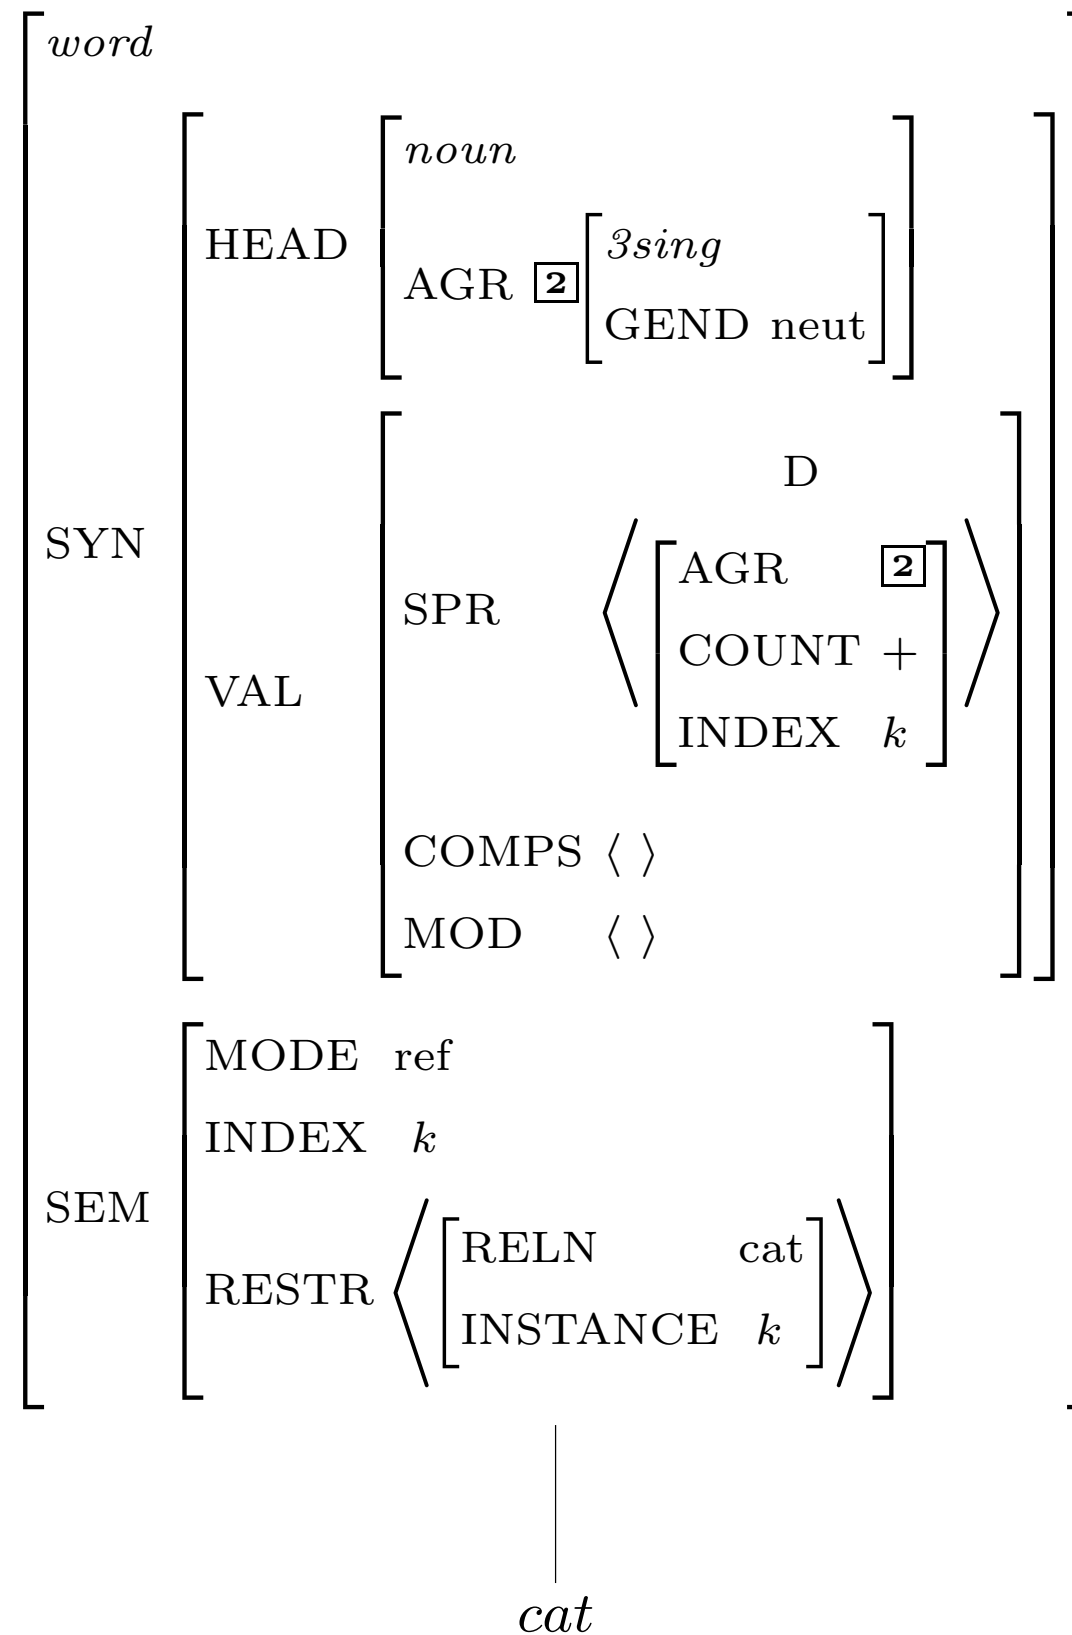 word
noun
HEAD
3sing
AGR 2
GEND neut
D
SYN
AGR 2
SPR
COUNT +
VAL
INDEX k
COMPS ⟨ ⟩
MOD ⟨ ⟩
MODE ref
INDEX k
SEM
RELN cat
RESTR
INSTANCE k
cat